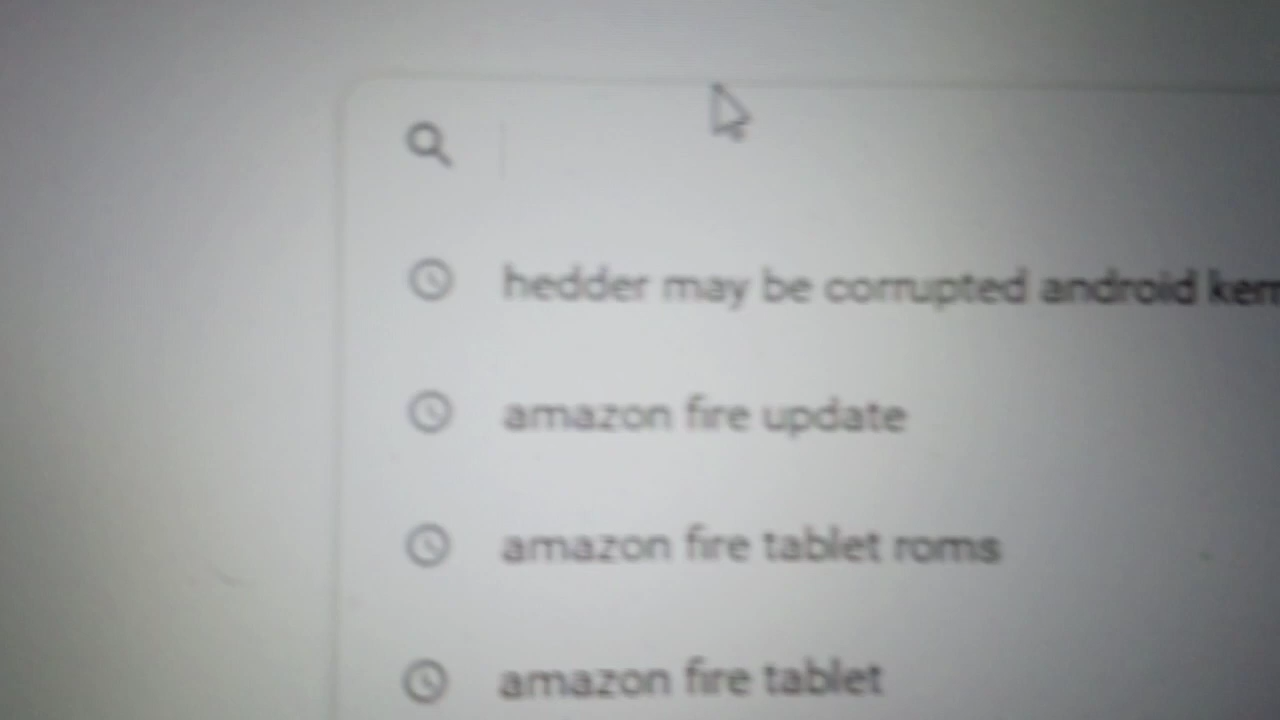 hedder may be corrupted android
amazon fire update
amazon fire tablet roms
amazon fire tablet